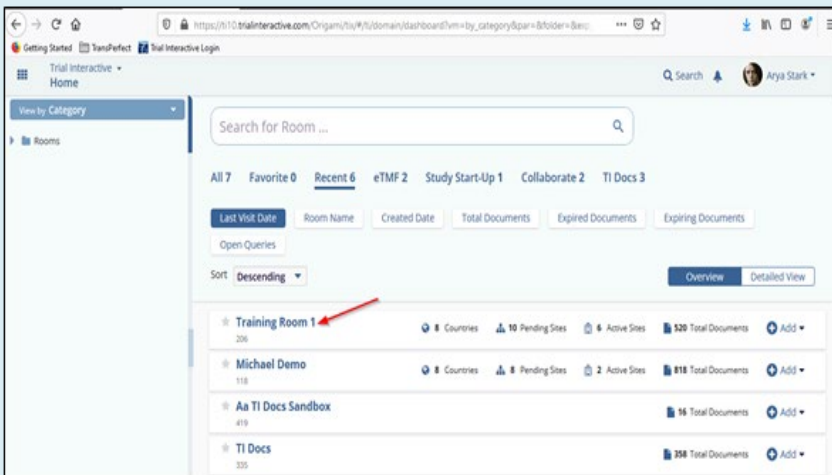 https://ti10.trialinteractive.com/Origami/tix/#/ti/domain/dashboard?vm=by_category&par=&folder=&exp
Getting Started TransPerfect Trial Interactive Login
Trial Interactive
Home
Search
Arya Stark
View by Category
Rooms
Search for Room ...
All 7 Favorite 0 Recent 6 eTMF 2 Study Start-Up 1 Collaborate 2 TI Docs 3
Last Visit Date Room Name Created Date Total Documents Expired Documents Expiring Documents
Open Queries
Sort Descending
Overview Detailed View
Training Room 1 8 Countries 10 Pending Sites 6 Active Sites 520 Total Documents Add
206
Michael Demo 8 Countries 8 Pending Sites 2 Active Sites 818 Total Documents Add
118
Aa TI Docs Sandbox 16 Total Documents Add
419
TI Docs 358 Total Documents Add
335